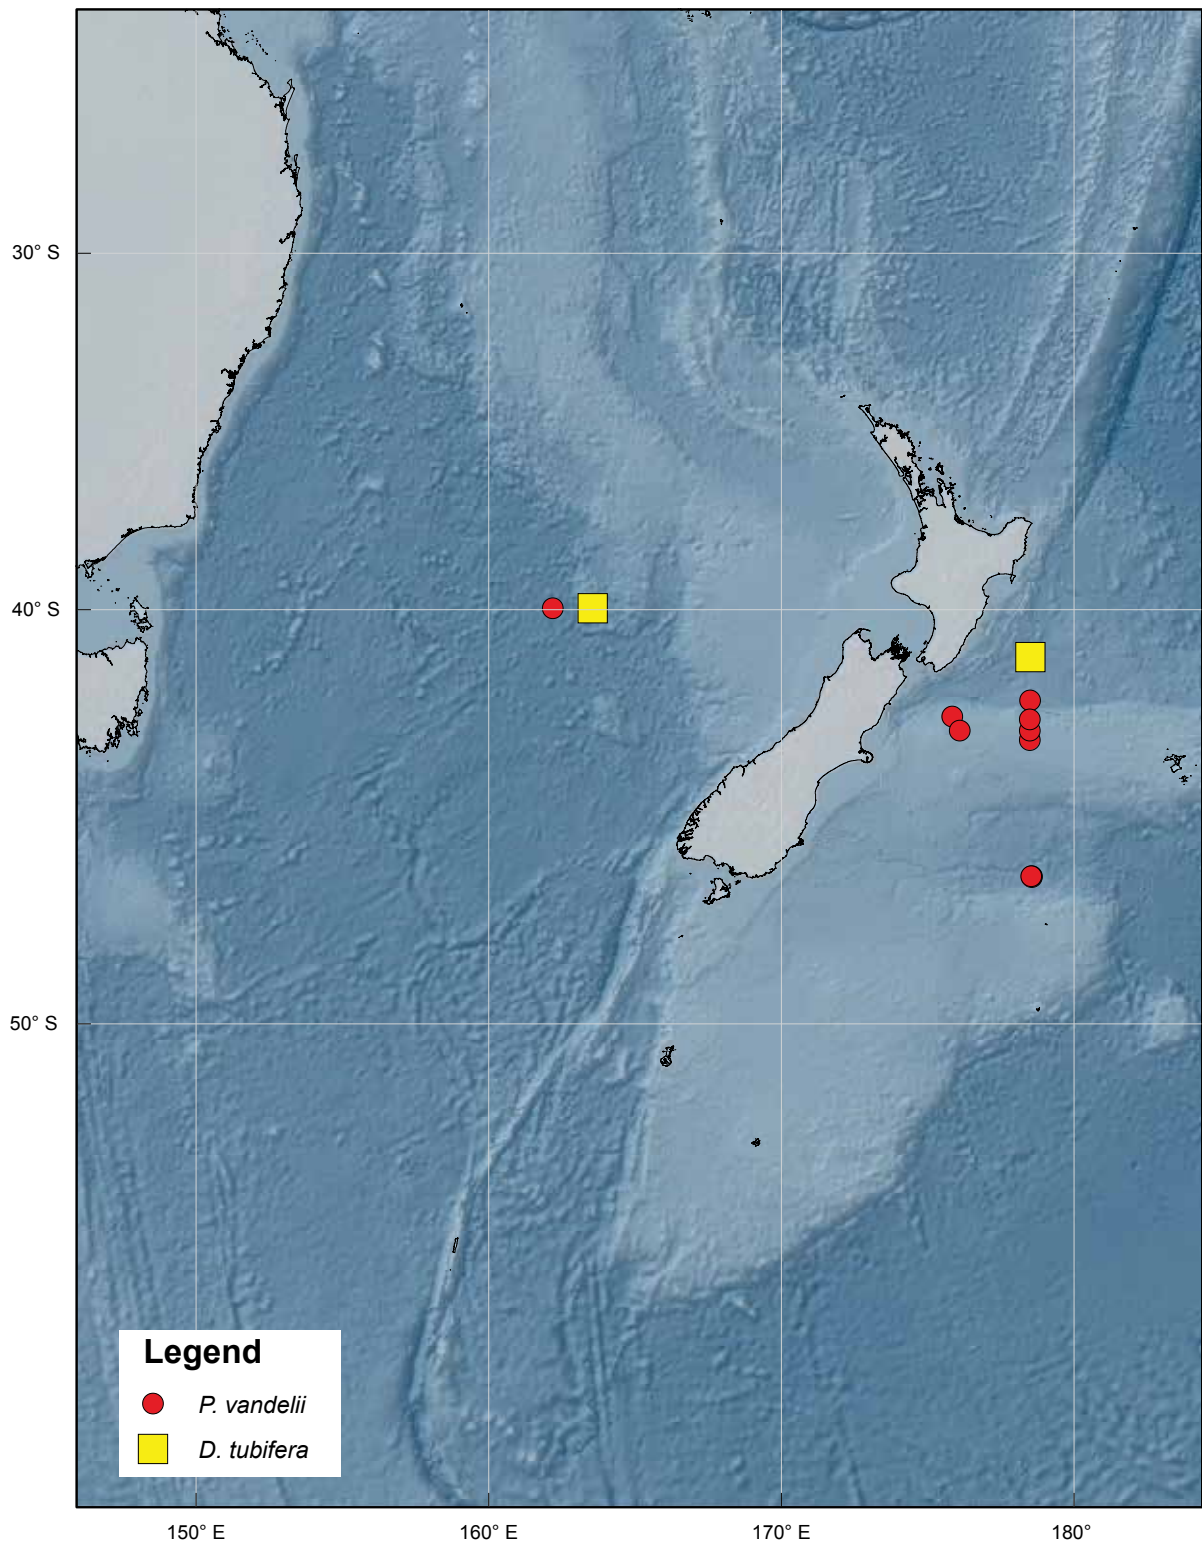 30° S
40° S
50° S
Legend
P. vandelii
D. tubifera
150° E
160° E
170° E
180°